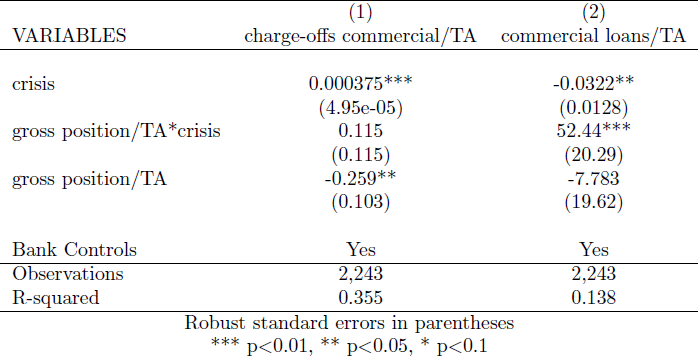 (1) (2)
VARIABLES charge-offs commercial/TA commercial loans/TA
crisis 0.000375*** -0.0322**
(4.95e-05) (0.0128)
gross position/TA*crisis 0.115 52.44***
(0.115) (20.29)
gross position/TA -0.259** -7.783
(0.103) (19.62)
Bank Controls Yes Yes
Observations 2,243 2,243
R-squared 0.355 0.138
Robust standard errors in parentheses
*** p<0.01, ** p<0.05, * p<0.1